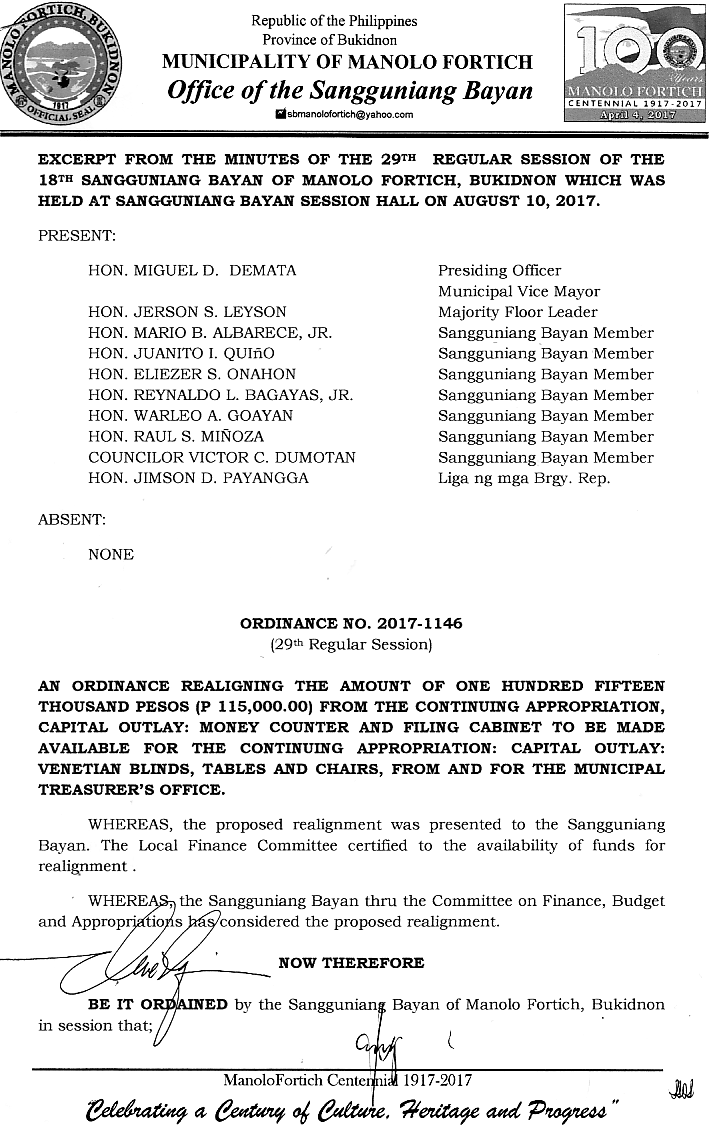 MANOLO FORTICH, BUKIDNON
1917
OFFICIAL SEAL
Republic of the Philippines
Province of Bukidnon
MUNICIPALITY OF MANOLO FORTICH
Office of the Sangguniang Bayan
sbmanolofortich@yahoo.com
100
Years
MANOLO FORTICH
CENTENNIAL 1917-2017
April 4, 2017
EXCERPT FROM THE MINUTES OF THE 29TH REGULAR SESSION OF THE
18TH SANGGUNIANG BAYAN OF MANOLO FORTICH, BUKIDNON WHICH WAS
HELD AT SANGGUNIANG BAYAN SESSION HALL ON AUGUST 10, 2017.
PRESENT:
HON. MIGUEL D. DEMATA Presiding Officer
Municipal Vice Mayor
HON. JERSON S. LEYSON Majority Floor Leader
HON. MARIO B. ALBARECE, JR. Sangguniang Bayan Member
HON. JUANITO I. QUIñO Sangguniang Bayan Member
HON. ELIEZER S. ONAHON Sangguniang Bayan Member
HON. REYNALDO L. BAGAYAS, JR. Sangguniang Bayan Member
HON. WARLEO A. GOAYAN Sangguniang Bayan Member
HON. RAUL S. MIÑOZA Sangguniang Bayan Member
COUNCILOR VICTOR C. DUMOTAN Sangguniang Bayan Member
HON. JIMSON D. PAYANGGA Liga ng mga Brgy. Rep.
ABSENT:
NONE
ORDINANCE NO. 2017-1146
(29th Regular Session)
AN ORDINANCE REALIGNING THE AMOUNT OF ONE HUNDRED FIFTEEN
THOUSAND PESOS (P 115,000.00) FROM THE CONTINUING APPROPRIATION,
CAPITAL OUTLAY: MONEY COUNTER AND FILING CABINET TO BE MADE
AVAILABLE FOR THE CONTINUING APPROPRIATION: CAPITAL OUTLAY:
VENETIAN BLINDS, TABLES AND CHAIRS, FROM AND FOR THE MUNICIPAL
TREASURER'S OFFICE.
WHEREAS, the proposed realignment was presented to the Sangguniang
Bayan. The Local Finance Committee certified to the availability of funds for
realignment .
WHEREAS, the Sangguniang Bayan thru the Committee on Finance, Budget
and Appropriations has considered the proposed realignment.
NOW THEREFORE
BE IT ORDAINED by the Sangguniang Bayan of Manolo Fortich, Bukidnon
in session that;
ManoloFortich Centennial 1917-2017
"Celebrating a Century of Culture, Heritage and Progress"